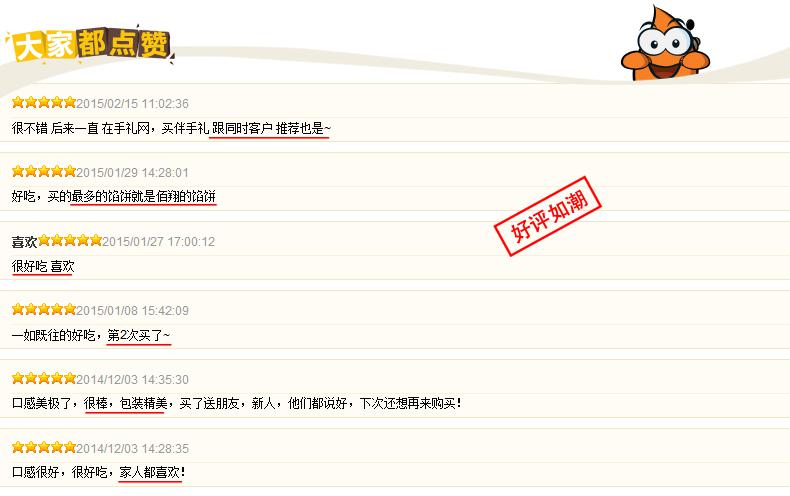 大家都点赞
★★★★★2015/02/15 11:02:36
很不错 后来一直 在手礼网，买伴手礼 跟同时客户 推荐也是~
★★★★★2015/01/29 14:28:01
好吃，买的最多的馅饼就是佰翔的馅饼
好评如潮
喜欢★★★★★2015/01/27 17:00:12
很好吃 喜欢
★★★★★2015/01/08 15:42:09
一如既往的好吃，第2次买了~
★★★★★2014/12/03 14:35:30
口感美极了，很棒，包装精美，买了送朋友，新人，他们都说好，下次还想再来购买！
★★★★★2014/12/03 14:28:35
口感很好，很好吃，家人都喜欢！